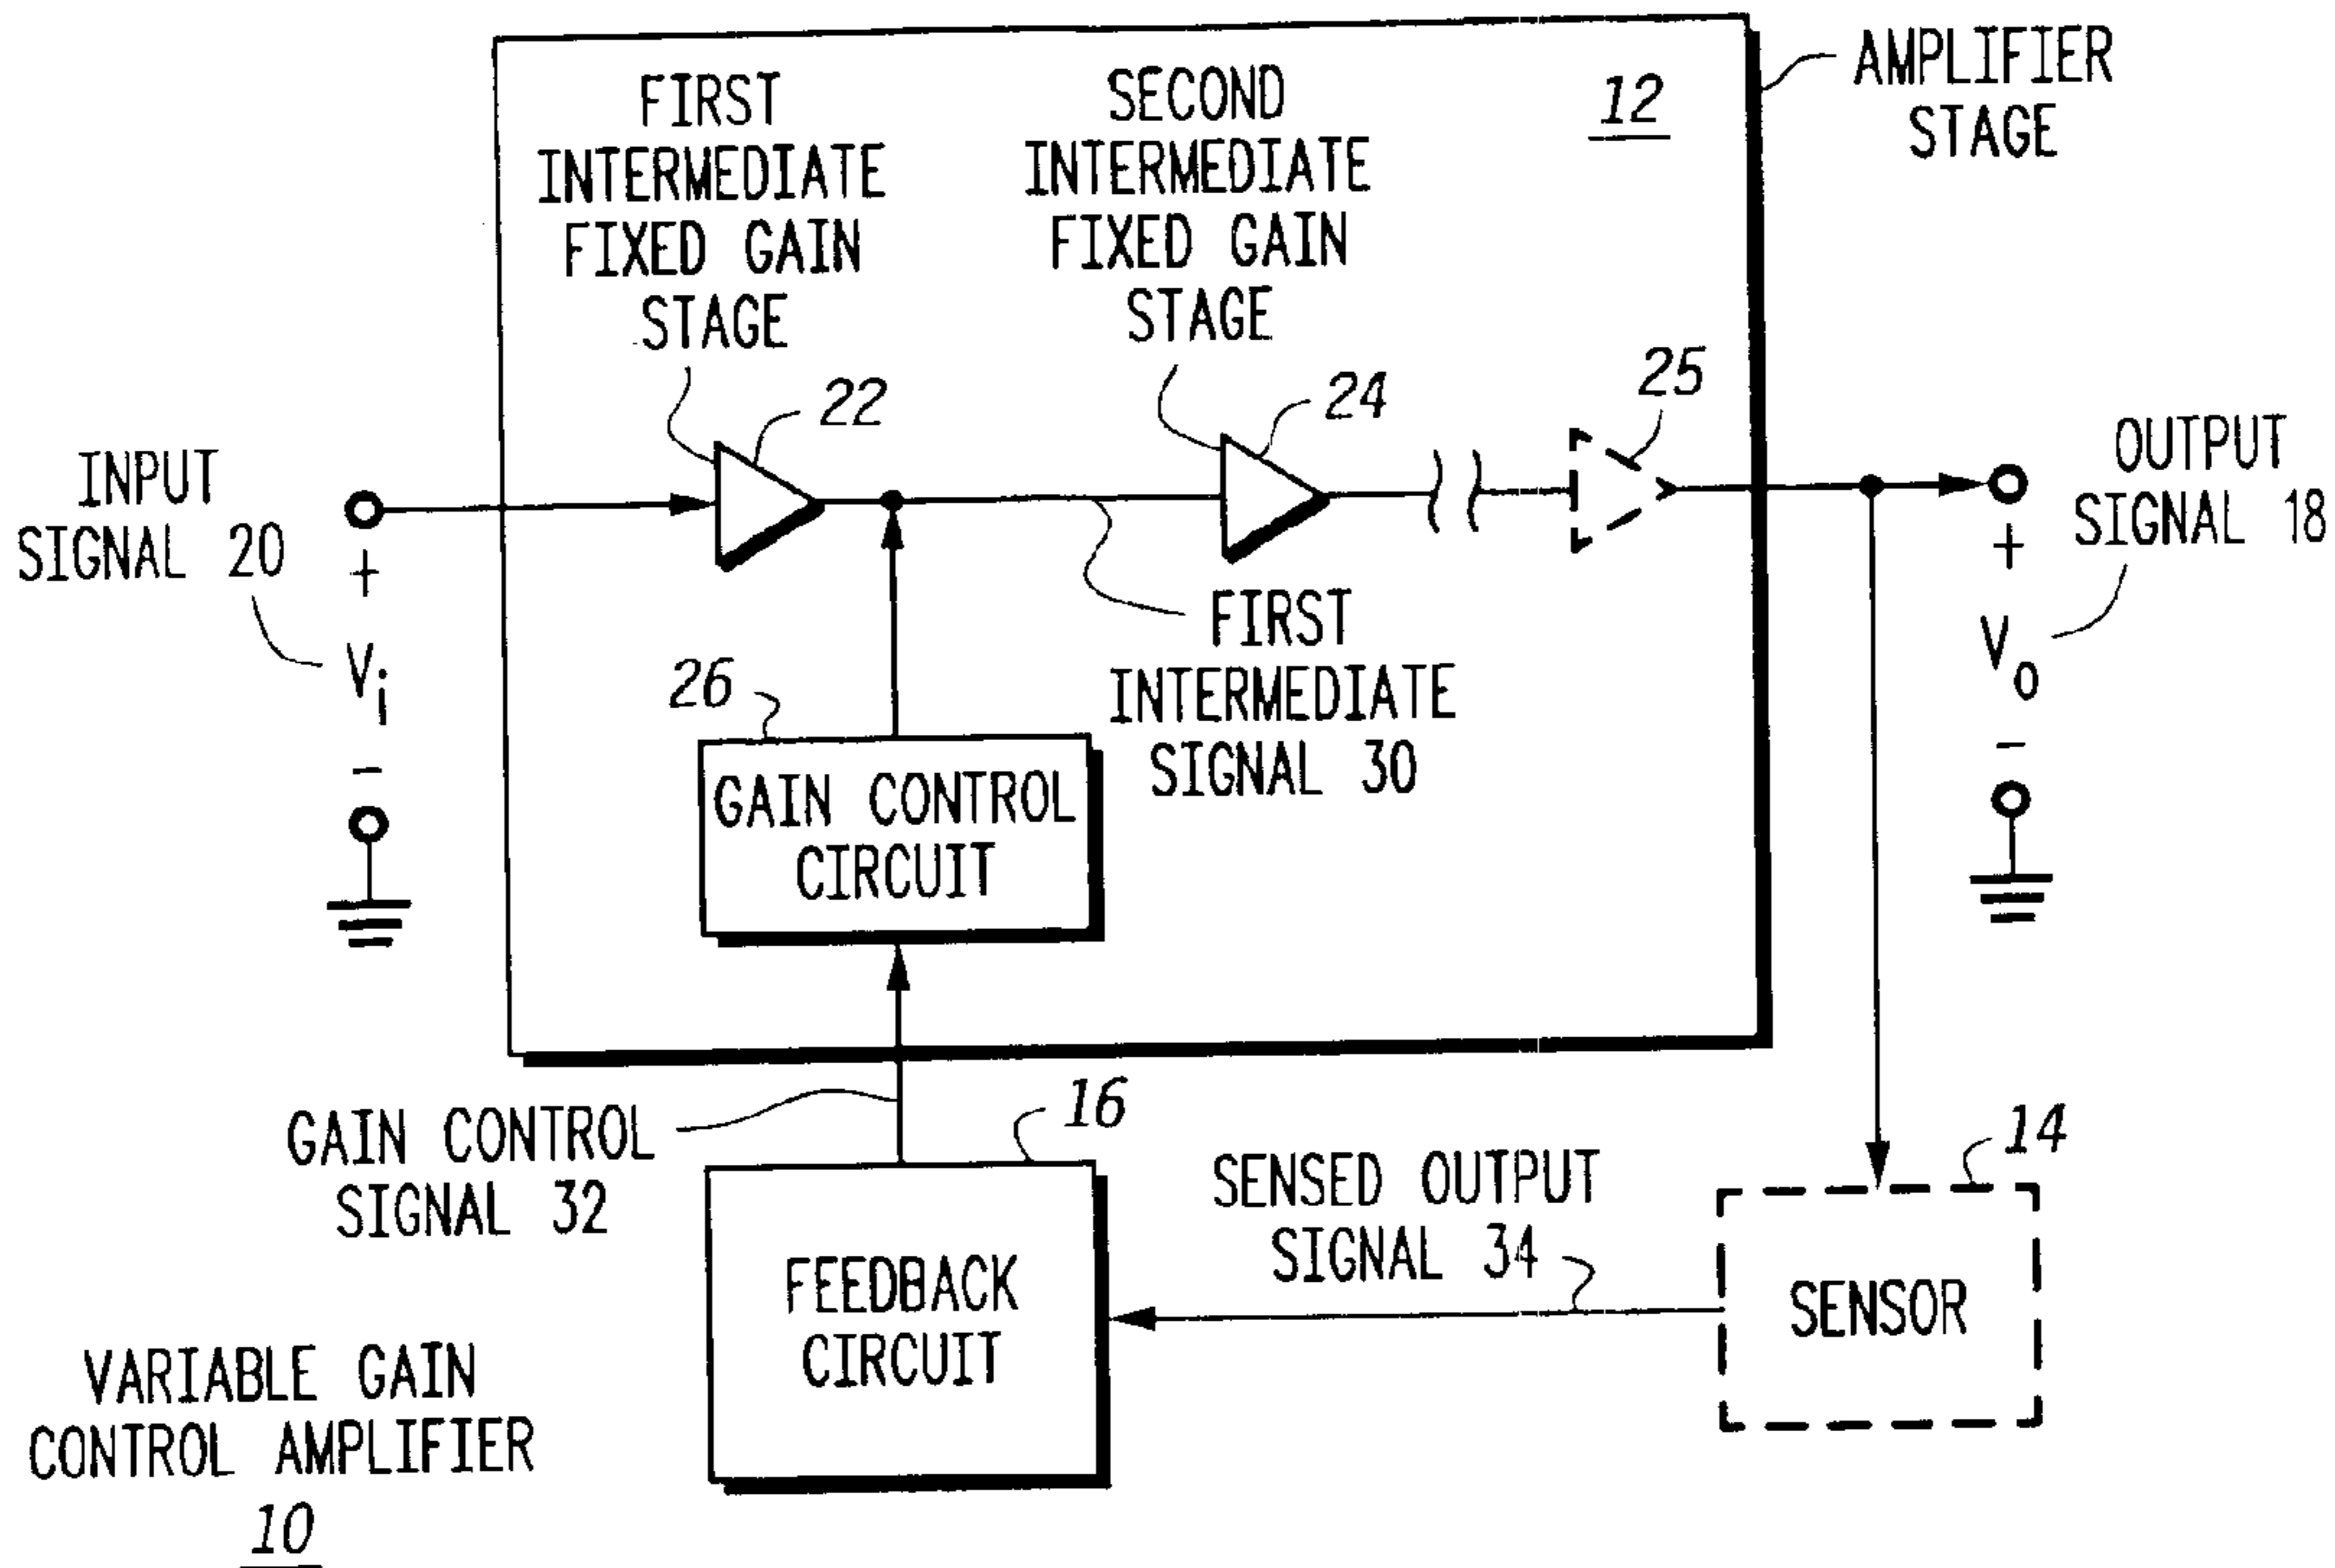 AMPLIFIER
STAGE
12
FIRST
INTERMEDIATE
FIXED GAIN
STAGE
SECOND
INTERMEDIATE
FIXED GAIN
STAGE
22
24
25
INPUT
SIGNAL 20
+
Vi
-
OUTPUT
SIGNAL 18
+
Vo
-
FIRST
INTERMEDIATE
SIGNAL 30
26
GAIN CONTROL
CIRCUIT
GAIN CONTROL
SIGNAL 32
16
FEEDBACK
CIRCUIT
SENSED OUTPUT
SIGNAL 34
14
SENSOR
VARIABLE GAIN
CONTROL AMPLIFIER
10